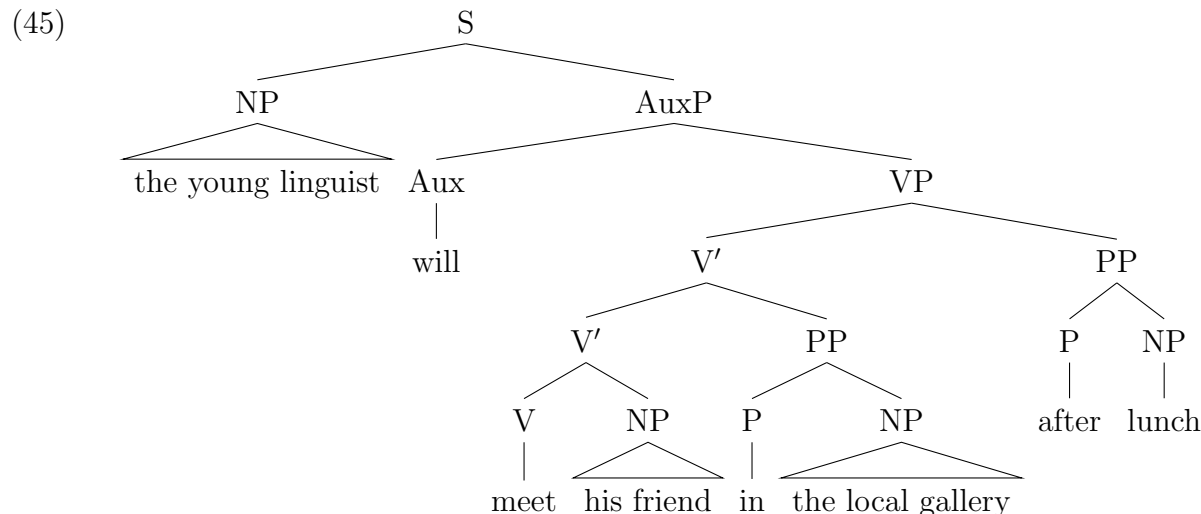 (45) S
NP AuxP
the young linguist Aux VP
will V′ PP
V′ PP P NP
V NP P NP after lunch
meet his friend in the local gallery